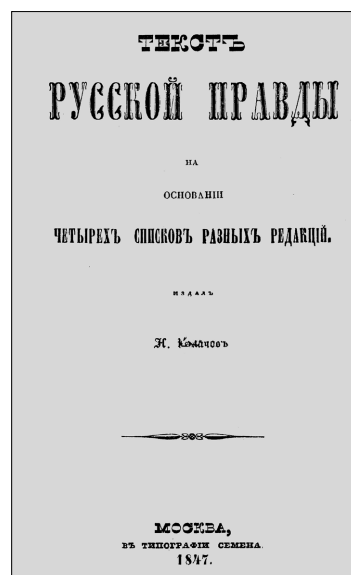 ТЕКСТЪ
РУССКОЙ ПРАВДЫ
НА
ОСНОВАНІИ
ЧЕТЫРЕХЪ СПИСКОВЪ РАЗНЫХЪ РЕДАКЦІЙ.
ИЗДАЛЪ
Н. Калачовъ
МОСКВА,
ВЪ ТИПОГРАФІИ СЕМЕНА.
1847.